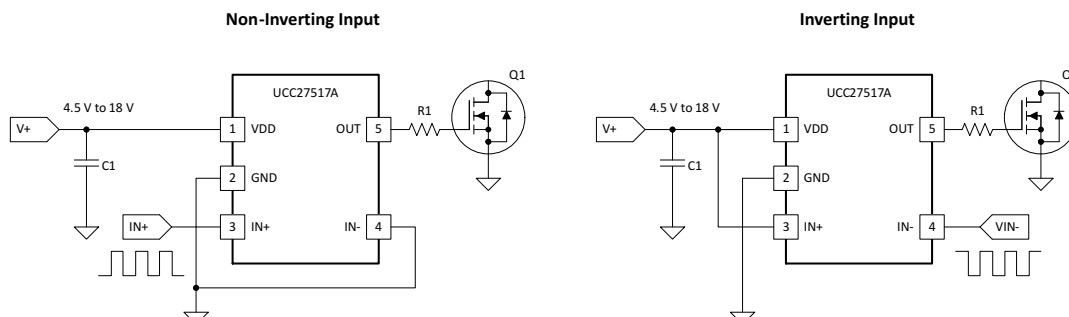 Non-Inverting Input
Q1
UCC27517A
4.5 V to 18 V
R1
V+
1
VDD
OUT
5
C1
2
GND
IN+
3
IN+
IN-
4
Inverting Input
Q
UCC27517A
4.5 V to 18 V
R1
V+
1
VDD
OUT
5
C1
2
GND
3
IN+
IN-
4
VIN-